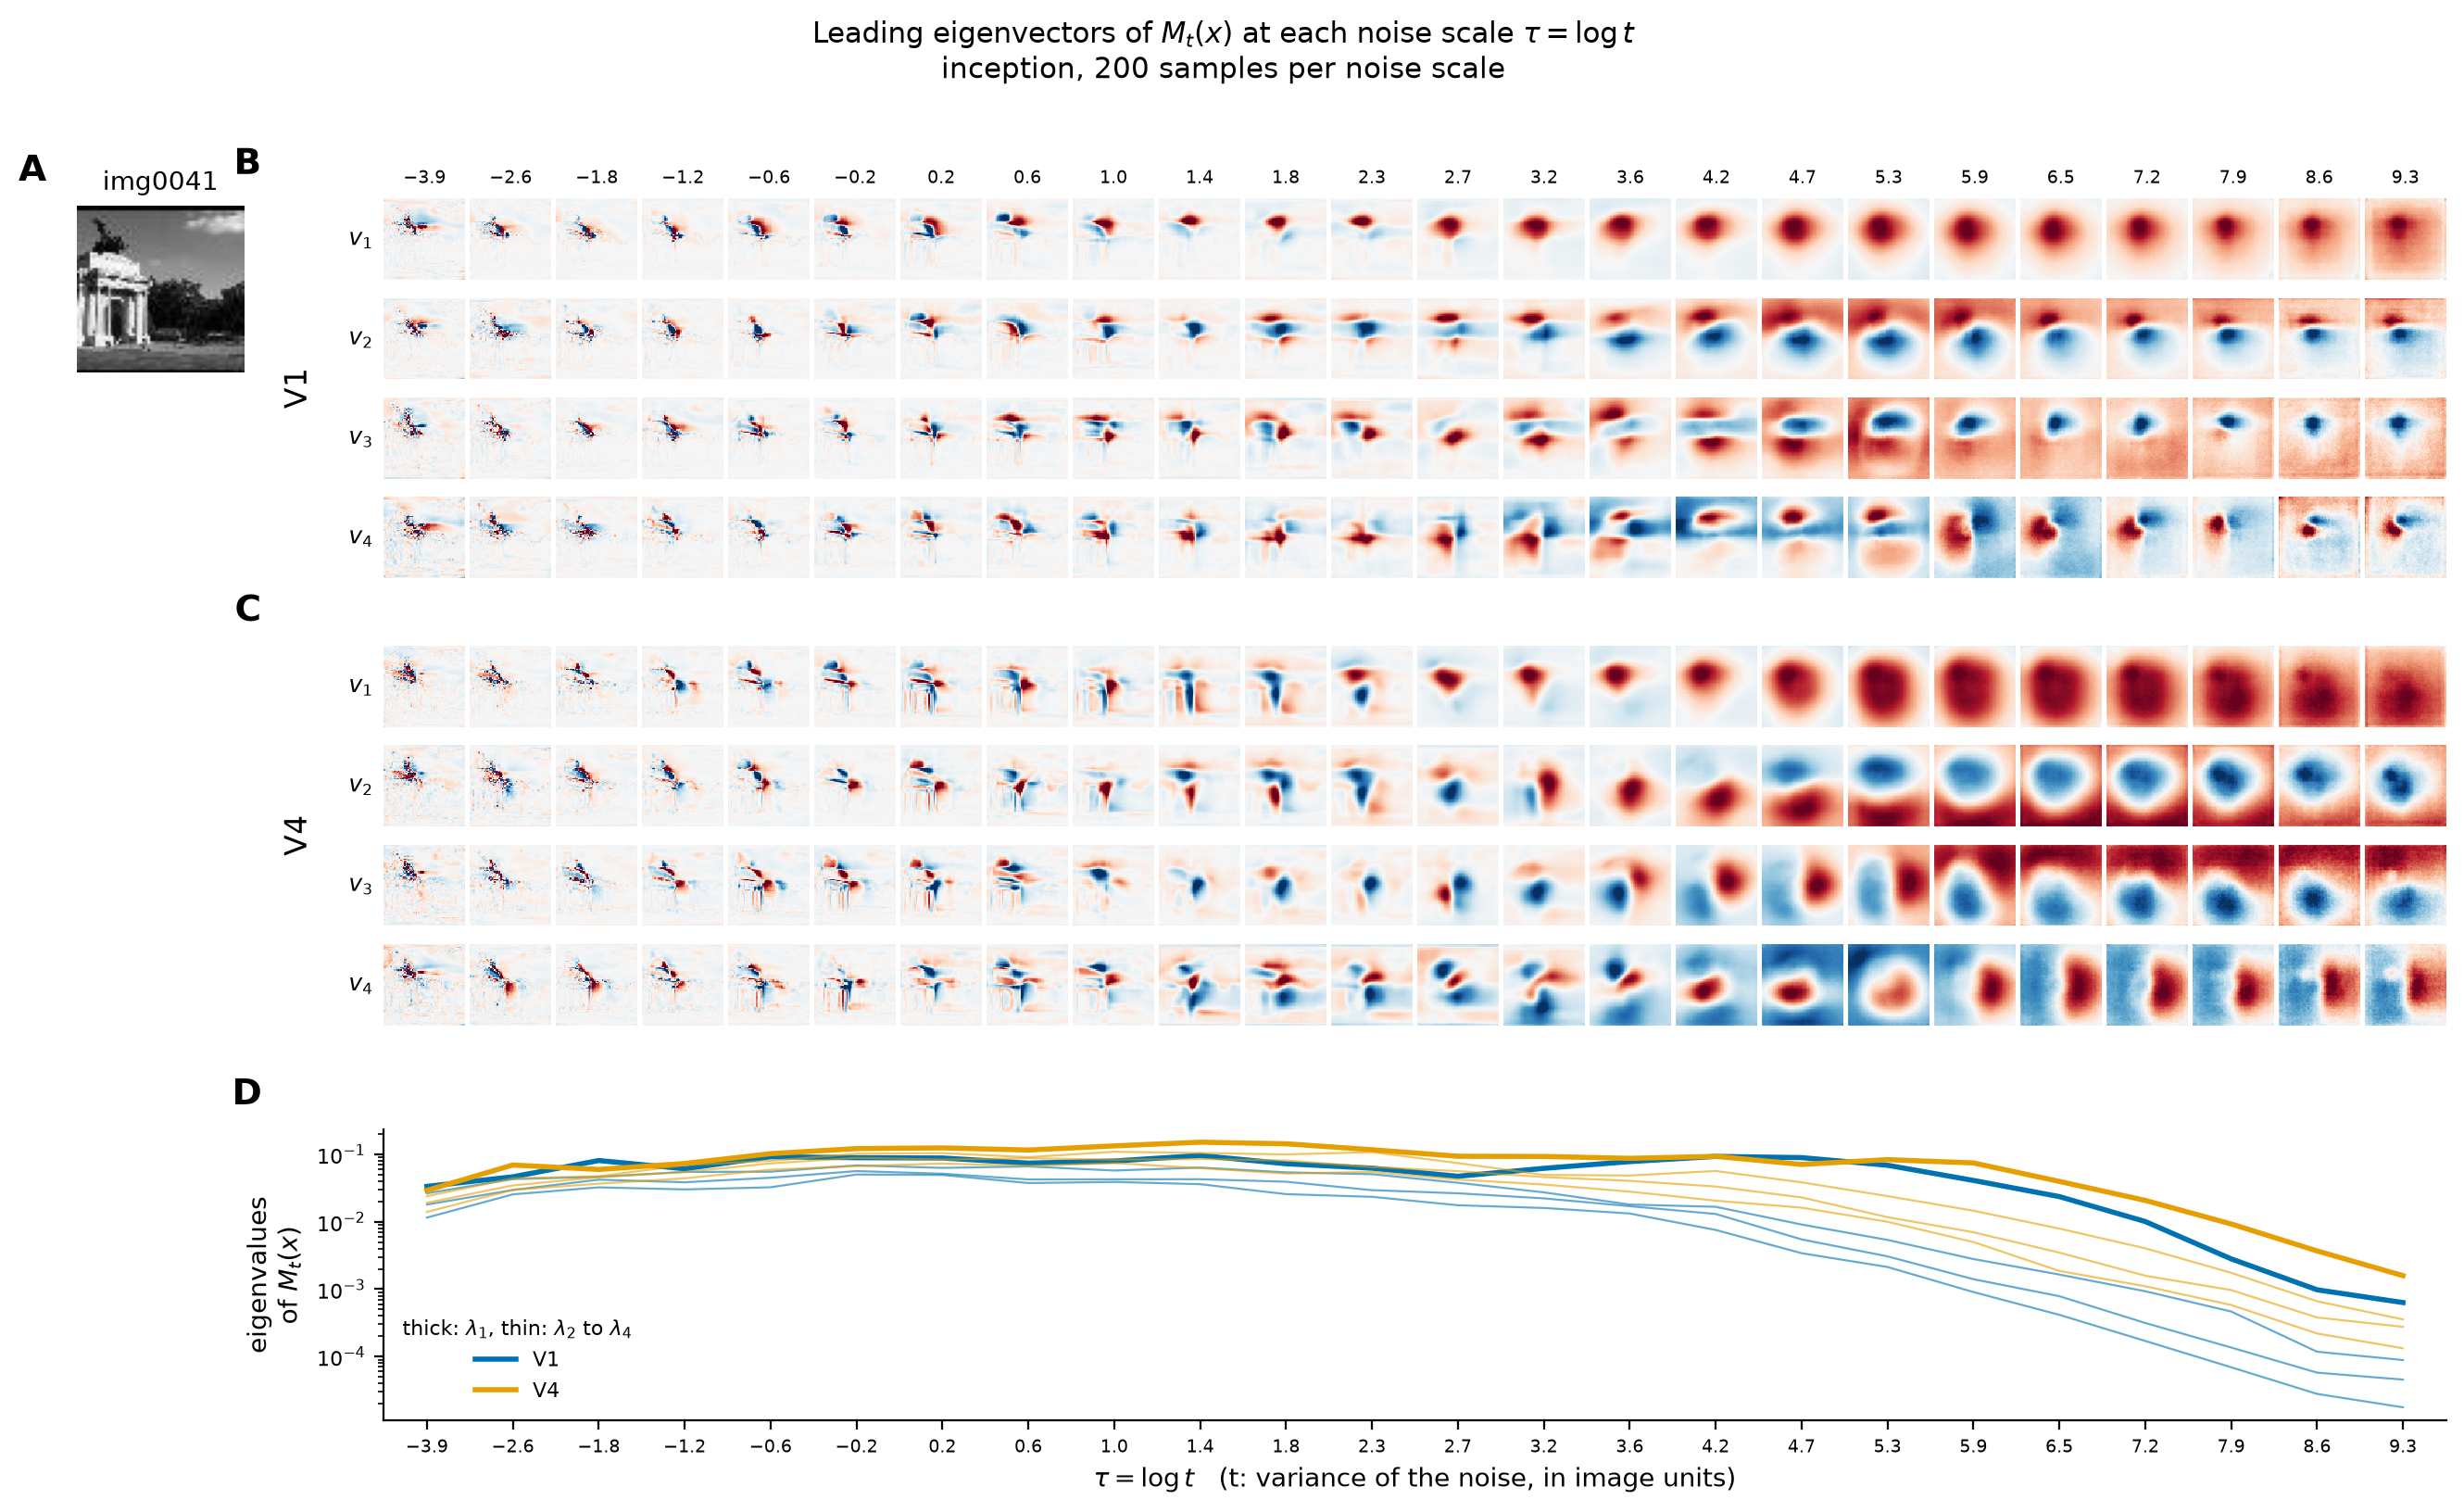 Leading eigenvectors of Mₜ(x) at each noise scale τ = log t
inception, 200 samples per noise scale
A
img0041
B
−3.9 −2.6 −1.8 −1.2 −0.6 −0.2 0.2 0.6 1.0 1.4 1.8 2.3 2.7 3.2 3.6 4.2 4.7 5.3 5.9 6.5 7.2 7.9 8.6 9.3
V1
v₁
v₂
v₃
v₄
C
V4
v₁
v₂
v₃
v₄
D
eigenvalues
of Mₜ(x)
10⁻¹
10⁻²
10⁻³
10⁻⁴
thick: λ₁, thin: λ₂ to λ₄
V1
V4
−3.9 −2.6 −1.8 −1.2 −0.6 −0.2 0.2 0.6 1.0 1.4 1.8 2.3 2.7 3.2 3.6 4.2 4.7 5.3 5.9 6.5 7.2 7.9 8.6 9.3
τ = log t (t: variance of the noise, in image units)